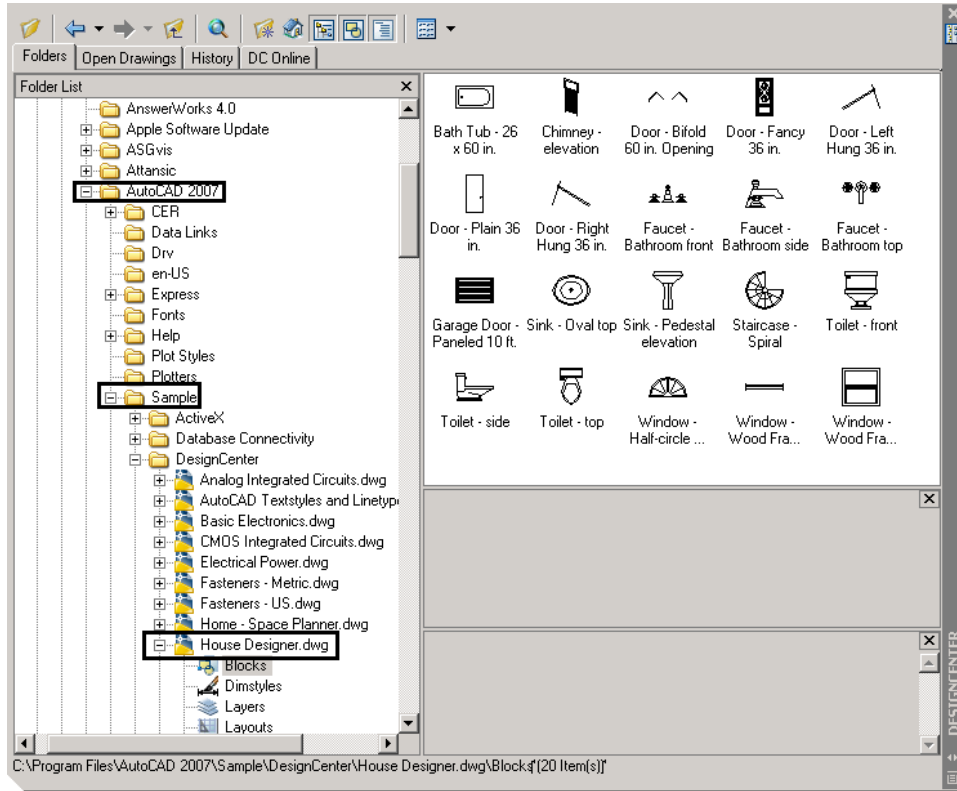 Folders
Open Drawings
History
DC Online
Folder List
AnswerWorks 4.0
Apple Software Update
ASGvis
Attansic
AutoCAD 2007
CER
Data Links
Drv
en-US
Express
Fonts
Help
Plot Styles
Plotters
Sample
ActiveX
Database Connectivity
DesignCenter
Analog Integrated Circuits.dwg
AutoCAD Textstyles and Linetype
Basic Electronics.dwg
CMOS Integrated Circuits.dwg
Electrical Power.dwg
Fasteners - Metric.dwg
Fasteners - US.dwg
Home - Space Planner.dwg
House Designer.dwg
Blocks
Dimstyles
Layers
Layouts
Bath Tub - 26
x 60 in.
Chimney -
elevation
Door - Bifold
60 in. Opening
Door - Fancy
36 in.
Door - Left
Hung 36 in.
Door - Plain 36
in.
Door - Right
Hung 36 in.
Faucet -
Bathroom front
Faucet -
Bathroom side
Faucet -
Bathroom top
Garage Door -
Paneled 10 ft.
Sink - Oval top
Sink - Pedestal
elevation
Staircase -
Spiral
Toilet - front
Toilet - side
Toilet - top
Window -
Half-circle ...
Window -
Wood Fra...
Window -
Wood Fra...
DESIGNCENTER
C:\Program Files\AutoCAD 2007\Sample\DesignCenter\House Designer.dwg\Blocks"(20 Item(s))"